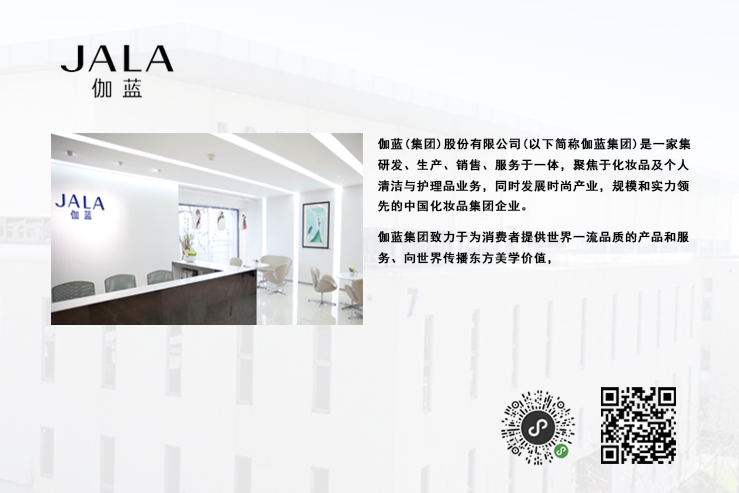 JALA
伽蓝
伽蓝(集团)股份有限公司(以下简称伽蓝集团)是一家集
研发、生产、销售、服务于一体，聚焦于化妆品及个人
清洁与护理品业务，同时发展时尚产业，规模和实力领
先的中国化妆品集团企业。
伽蓝集团致力于为消费者提供世界一流品质的产品和服
务、向世界传播东方美学价值，
JALA
伽蓝